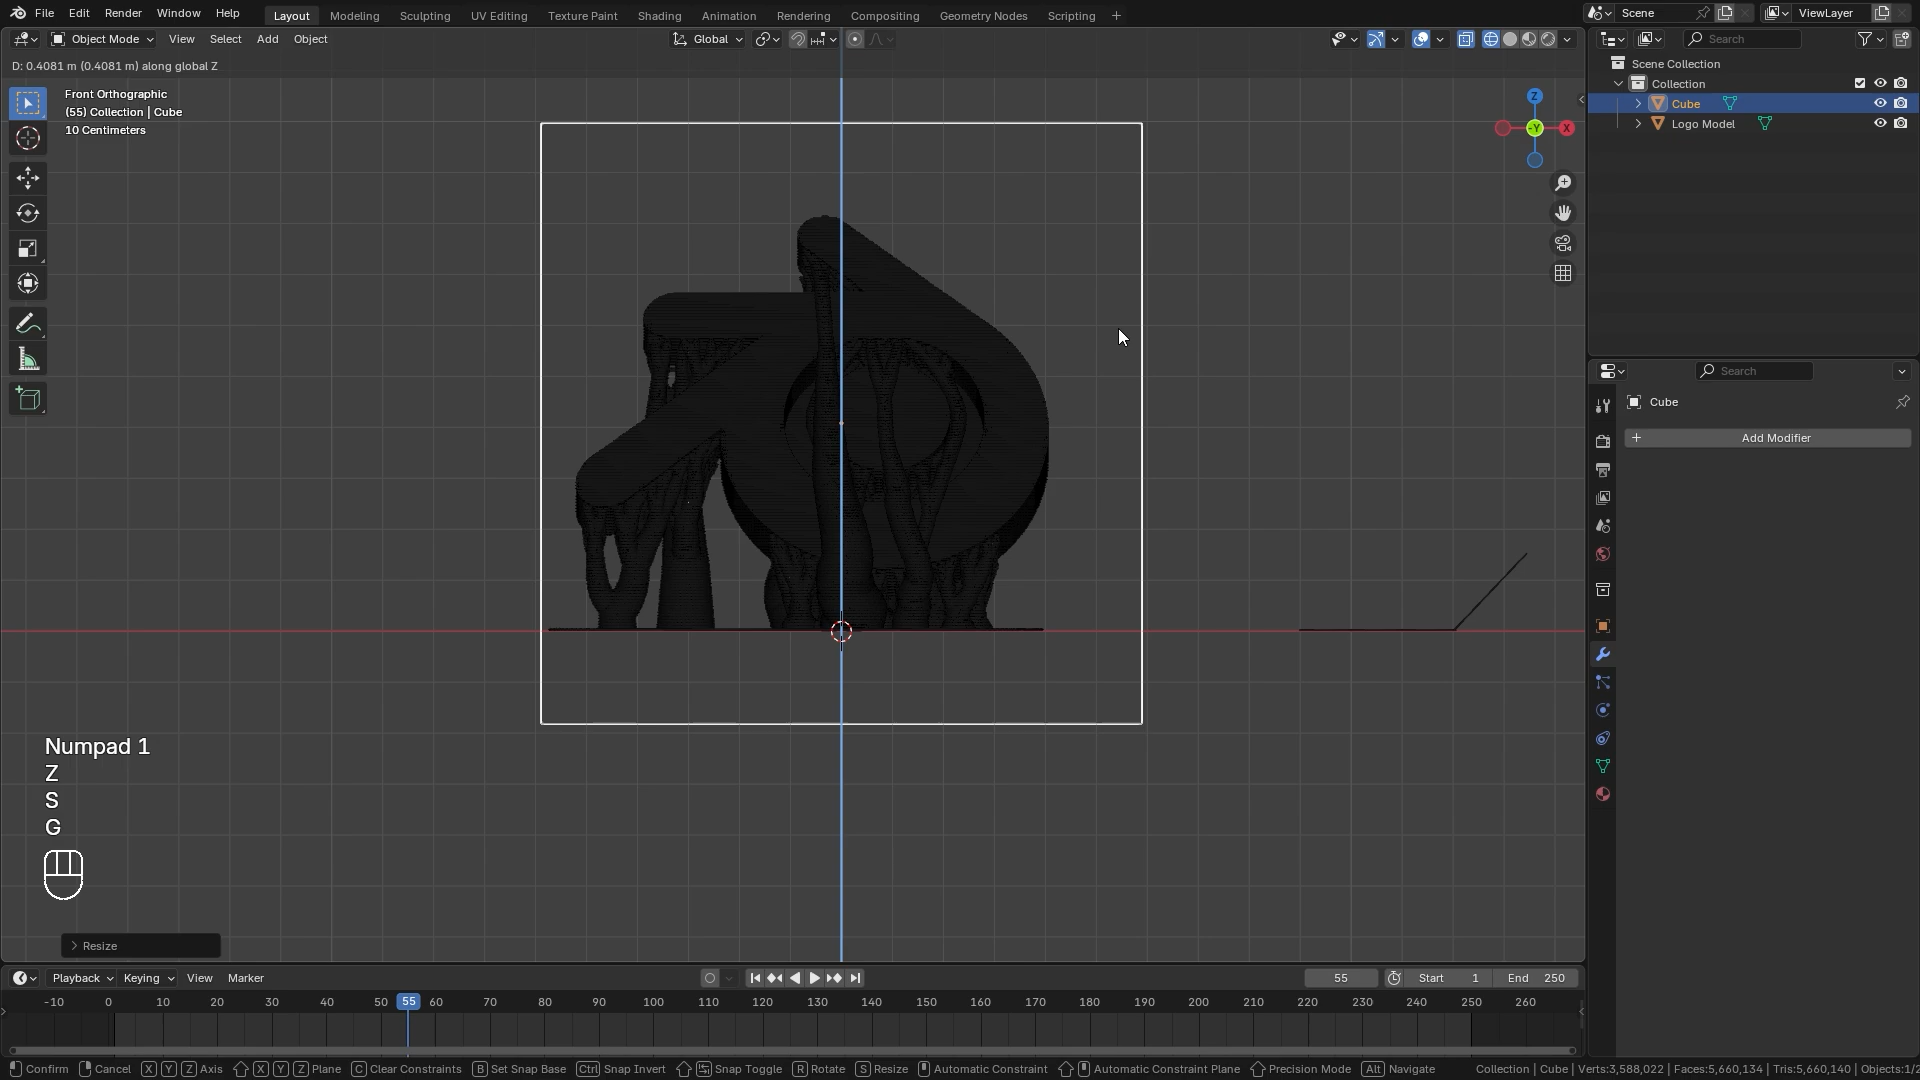 File Edit Render Window Help Layout Modeling Sculpting UV Editing Texture Paint Shading Animation Rendering Compositing Geometry Nodes Scripting + Scene ViewLayer
Object Mode View Select Add Object Global Search
D: 0.4081 m (0.4081 m) along global Z
Scene Collection
Collection
Cube
Logo Model
Front Orthographic
(55) Collection | Cube
10 Centimeters
Z
-Y
X
Search
Cube
+ Add Modifier
Numpad 1
Z
S
G
Resize
Playback Keying View Marker 55 Start 1 End 250
-10 0 10 20 30 40 50 55 60 70 80 90 100 110 120 130 140 150 160 170 180 190 200 210 220 230 240 250 260
Confirm Cancel X Y Z Axis X Y Z Plane C Clear Constraints B Set Snap Base Ctrl Snap Invert Snap Toggle R Rotate S Resize Automatic Constraint Automatic Constraint Plane Precision Mode Alt Navigate Collection | Cube | Verts:3,588,022 | Faces:5,660,134 | Tris:5,660,140 | Objects:1/2